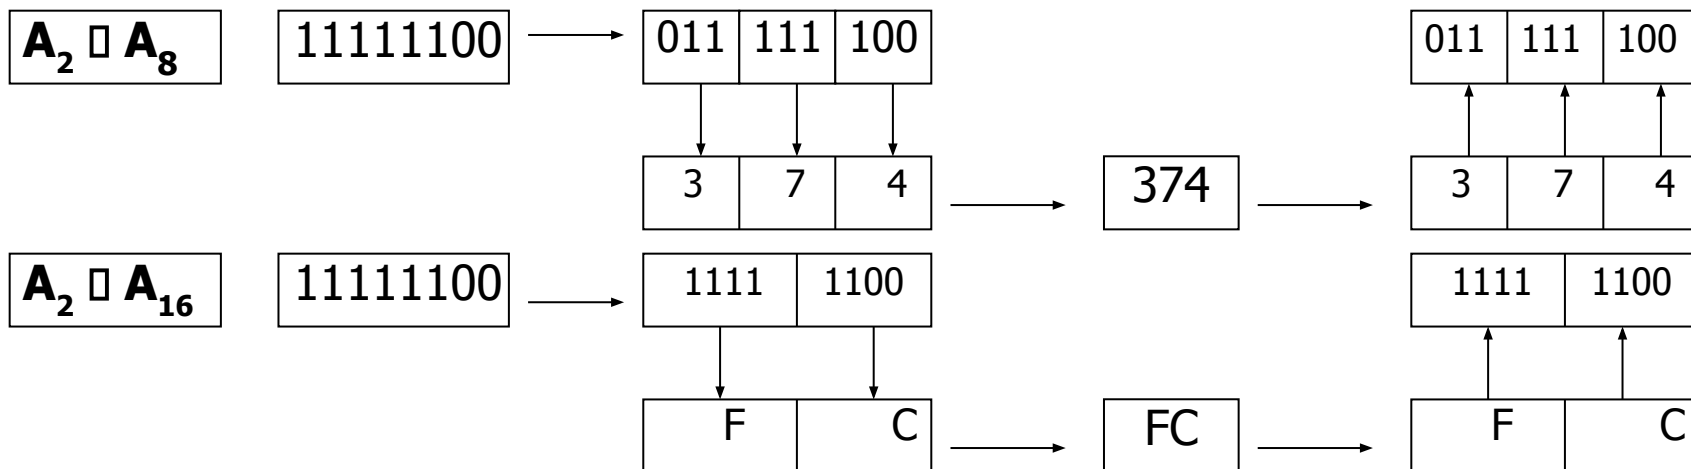 A₂ ▯ A₈ 11111100 011 111 100 011 111 100
3 7 4 374 3 7 4
A₂ ▯ A₁₆ 11111100 1111 1100 1111 1100
F C FC F C